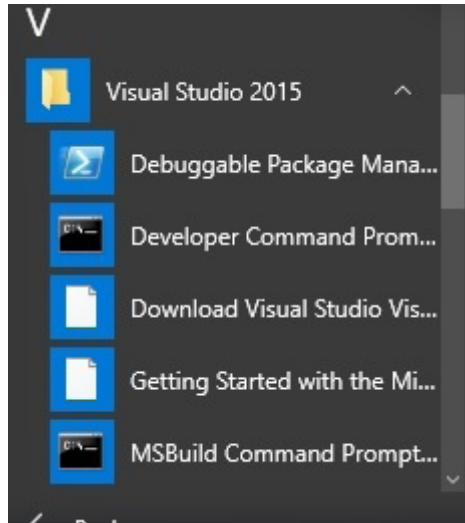 V
Visual Studio 2015
Debuggable Package Mana...
Developer Command Prom...
Download Visual Studio Vis...
Getting Started with the Mi...
MSBuild Command Prompt...